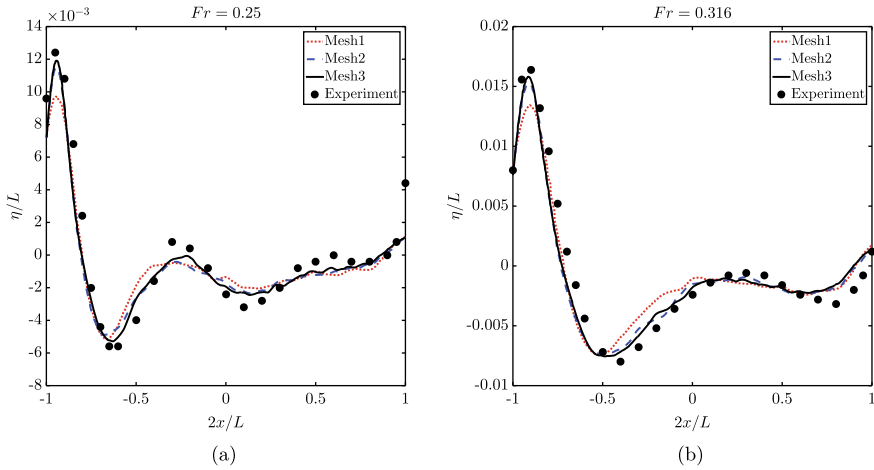 ×10⁻³
Fr = 0.25
14
12
10
8
6
4
2
0
-2
-4
-6
-8
η/L
-1
-0.5
0
0.5
1
2x/L
Mesh1
Mesh2
Mesh3
Experiment
(a)
Fr = 0.316
0.02
0.015
0.01
0.005
0
-0.005
-0.01
η/L
-1
-0.5
0
0.5
1
2x/L
Mesh1
Mesh2
Mesh3
Experiment
(b)